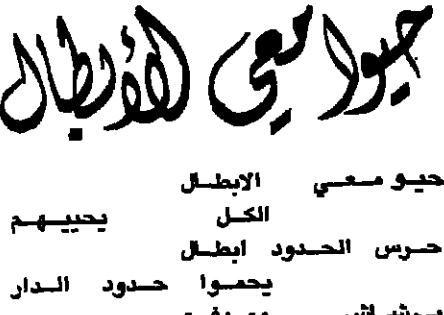 حيوا معي الأبطال
حيو معي الابطال
الكل يحييهم
حرس الحدود ابطال
يحموا حدود الدار